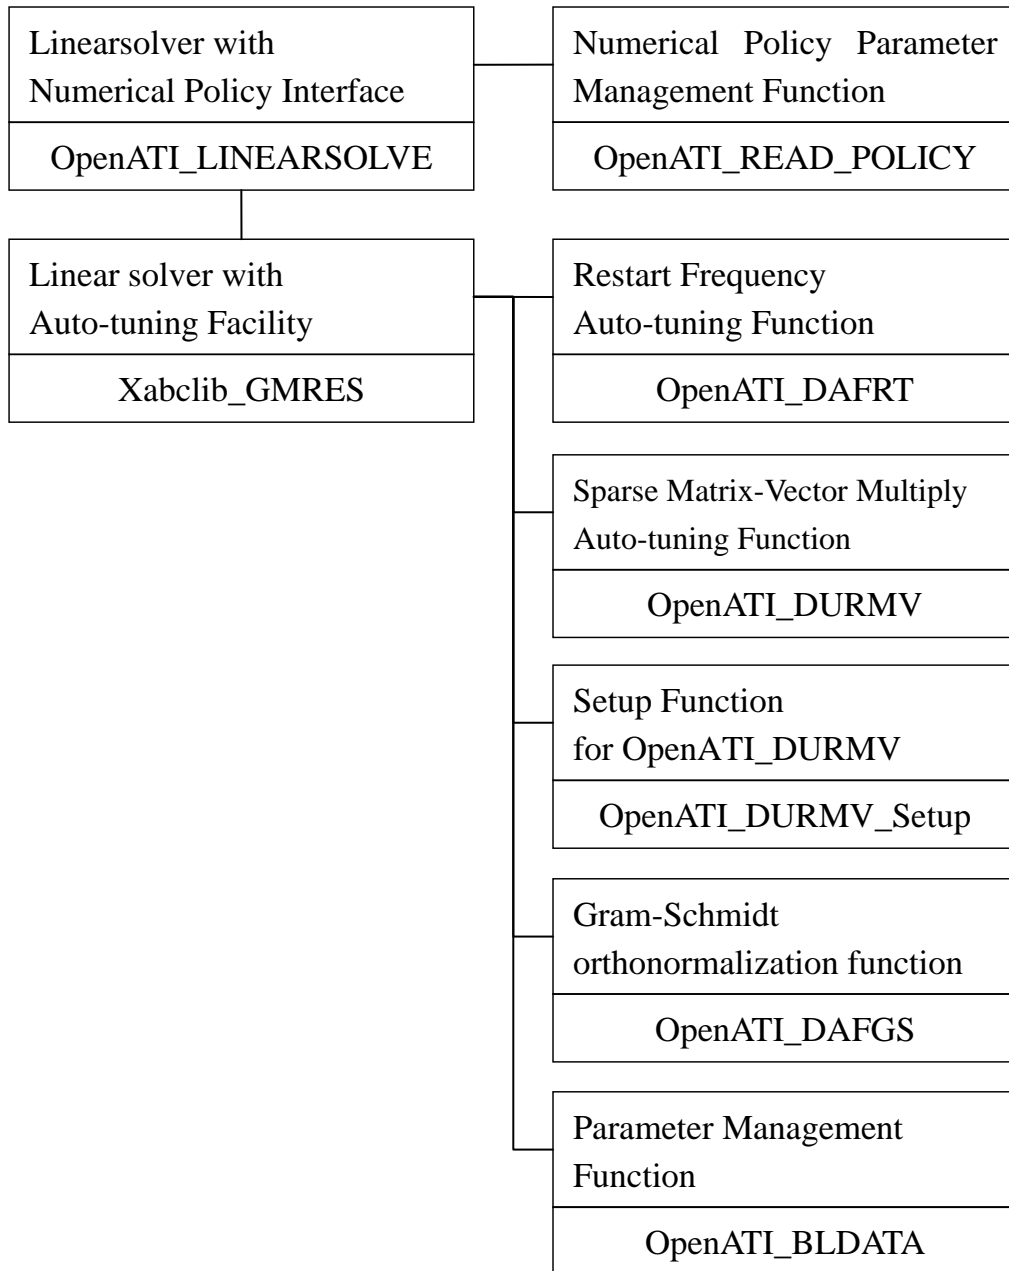 Linearsolver with
Numerical Policy Interface
OpenATI_LINEARSOLVE
Numerical Policy Parameter
Management Function
OpenATI_READ_POLICY
Linear solver with
Auto-tuning Facility
Xabclib_GMRES
Restart Frequency
Auto-tuning Function
OpenATI_DAFRT
Sparse Matrix-Vector Multiply
Auto-tuning Function
OpenATI_DURMV
Setup Function
for OpenATI_DURMV
OpenATI_DURMV_Setup
Gram-Schmidt
orthonormalization function
OpenATI_DAFGS
Parameter Management
Function
OpenATI_BLDATA